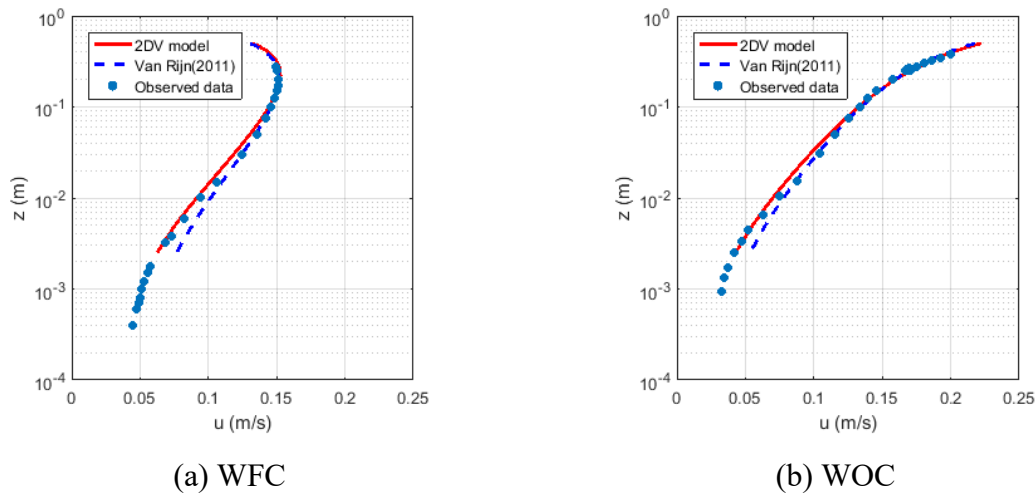 10^0
10^-1
10^-2
10^-3
10^-4
z (m)
2DV model
Van Rijn(2011)
Observed data
0 0.05 0.1 0.15 0.2 0.25
u (m/s)
(a) WFC
10^0
10^-1
10^-2
10^-3
10^-4
z (m)
2DV model
Van Rijn(2011)
Observed data
0 0.05 0.1 0.15 0.2 0.25
u (m/s)
(b) WOC